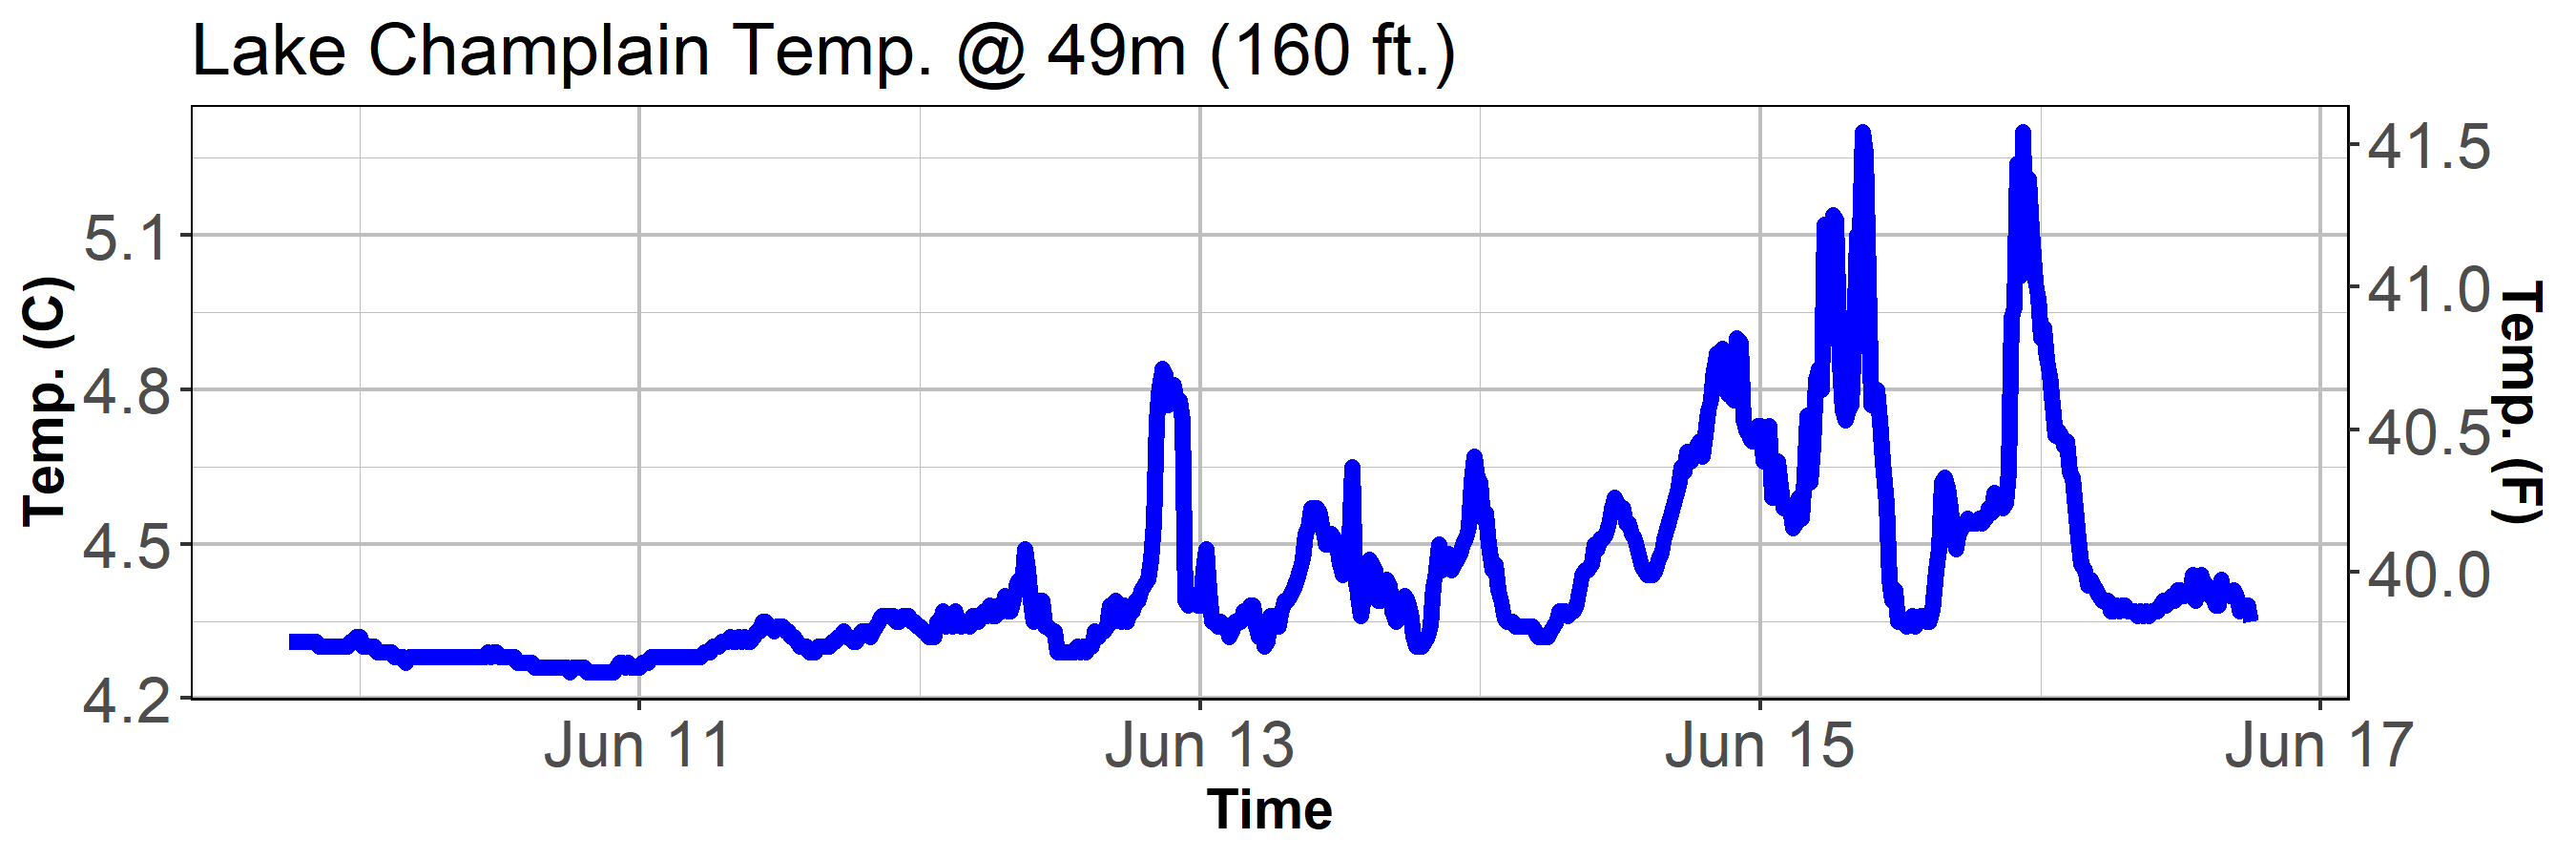 Lake Champlain Temp. @ 49m (160 ft.)
Temp. (C)
5.1
4.8
4.5
4.2
41.5
41.0
40.5
40.0
Temp. (F)
Jun 11 Jun 13 Jun 15 Jun 17
Time